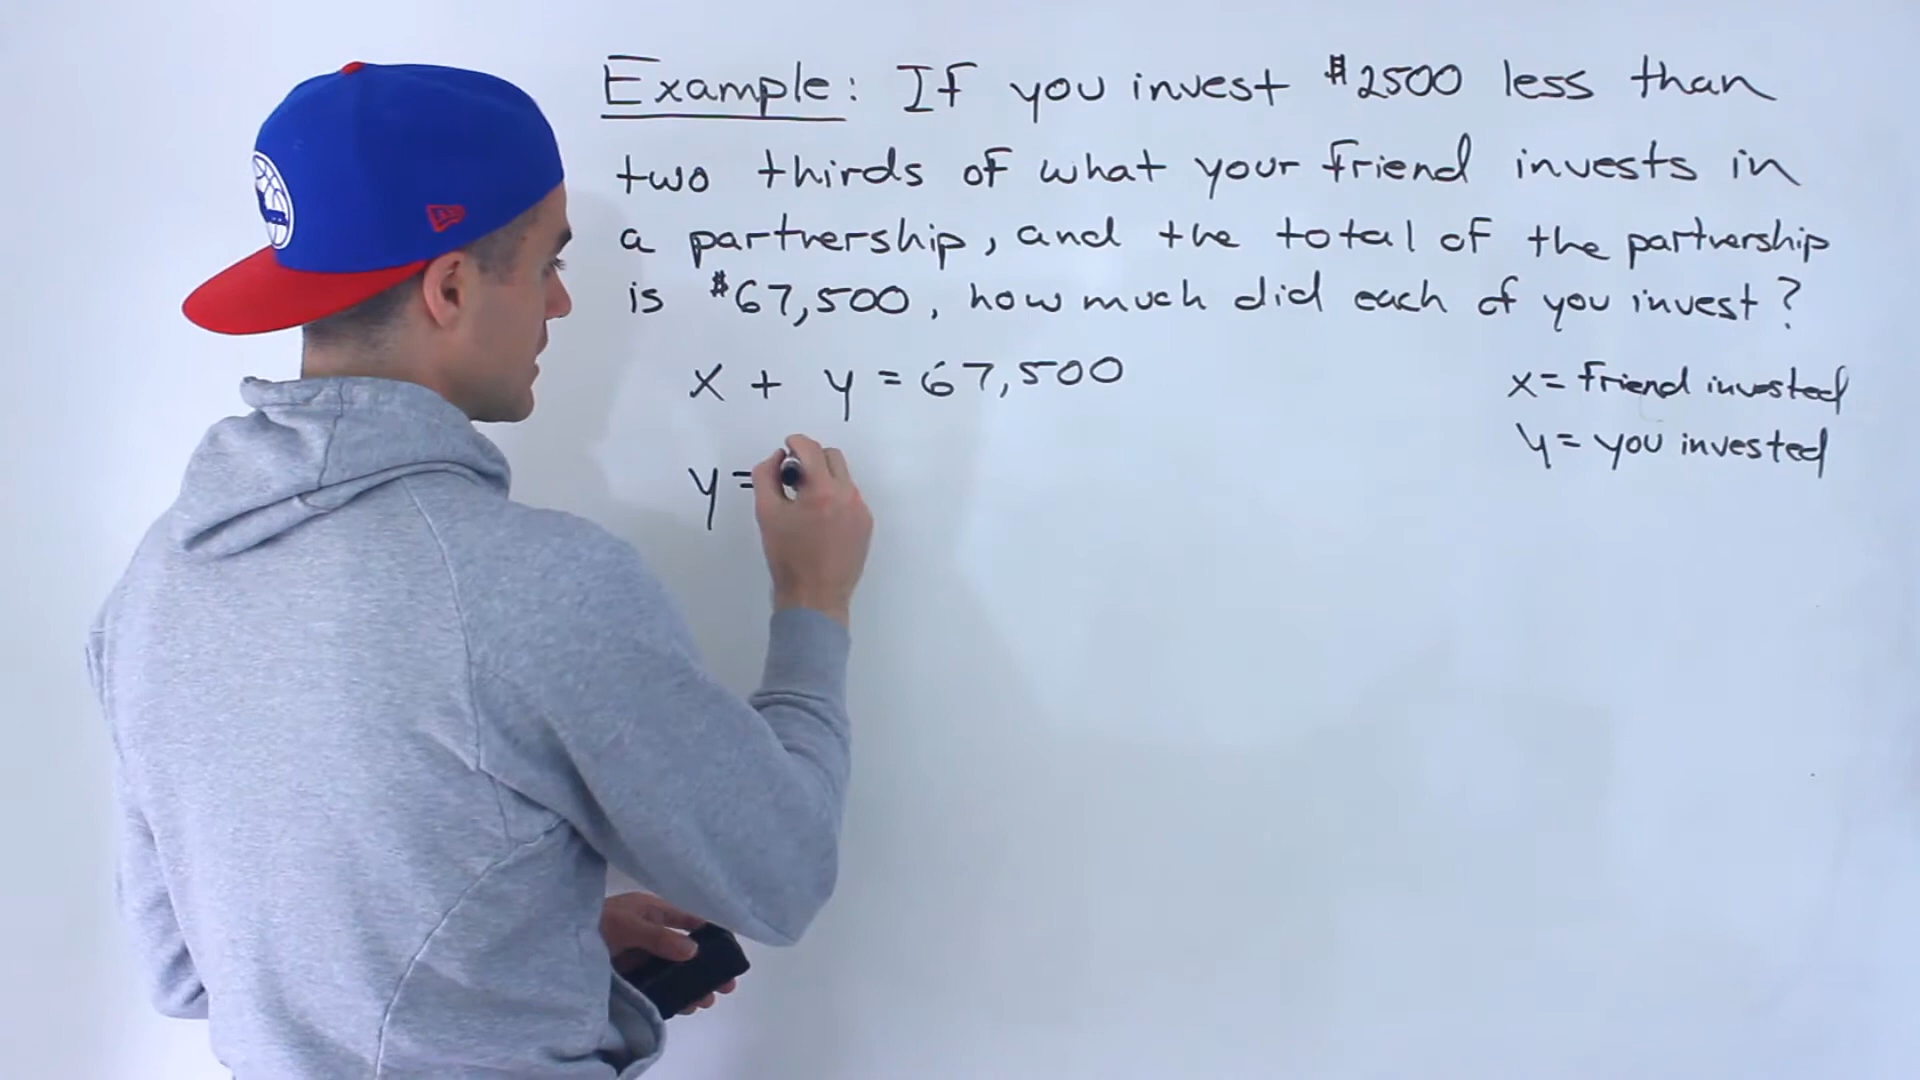 Example: If you invest $2500 less than
two thirds of what your friend invests in
a partnership, and the total of the partnership
is $67,500, how much did each of you invest?
x + y = 67,500
x = friend invested
y = you invested
y =